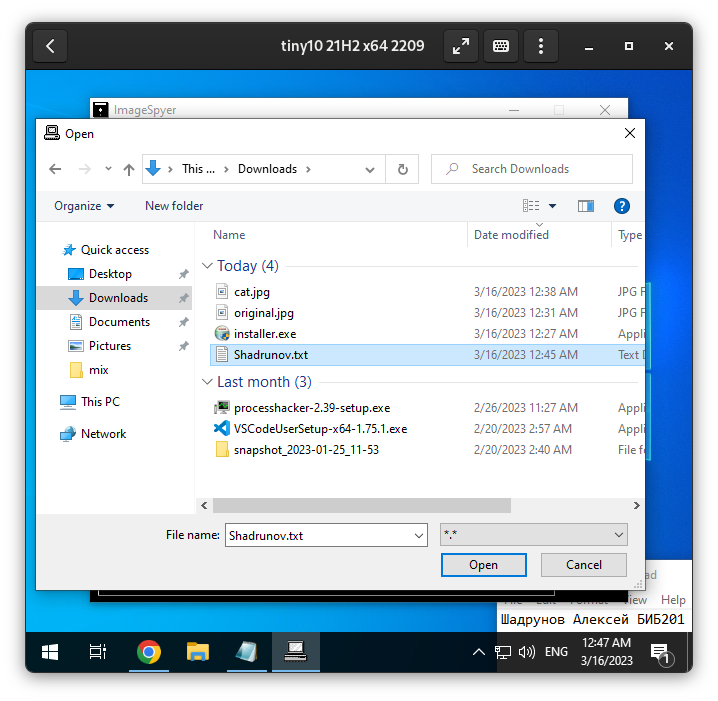 tiny10 21H2 x64 2209
ImageSpyer
Open
This ... Downloads
Search Downloads
Organize New folder
Name Date modified Type
Quick access
Desktop
Downloads
Documents
Pictures
mix
This PC
Network
Today (4)
cat.jpg 3/16/2023 12:38 AM JPG F
original.jpg 3/16/2023 12:31 AM JPG F
installer.exe 3/16/2023 12:27 AM Appli
Shadrunov.txt 3/16/2023 12:45 AM Text D
Last month (3)
processhacker-2.39-setup.exe 2/26/2023 11:27 AM Appli
VSCodeUserSetup-x64-1.75.1.exe 2/20/2023 2:57 AM Appli
snapshot_2023-01-25_11-53 2/20/2023 2:40 AM File f
File name: Shadrunov.txt *.*
Open Cancel
ad
View Help
Шадрунов Алексей БИБ201
ENG 12:47 AM
3/16/2023
1